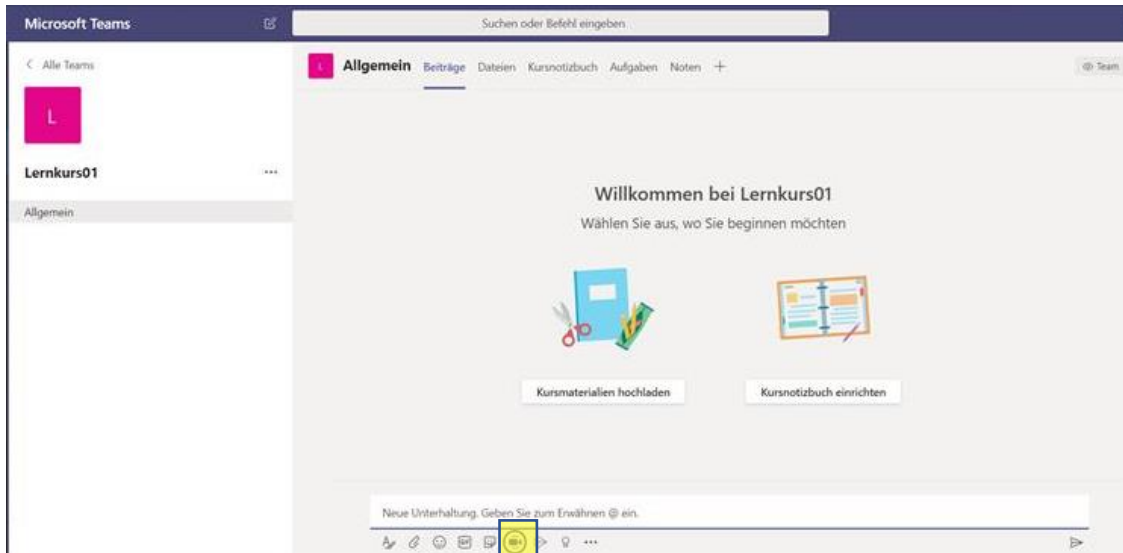 Microsoft Teams
Suchen oder Befehl eingeben
< Alle Teams
L
Lernkurs01
...
Allgemein
L
Allgemein Beiträge Dateien Kursnotizbuch Aufgaben Noten +
Team
Willkommen bei Lernkurs01
Wählen Sie aus, wo Sie beginnen möchten
Kursmaterialien hochladen
Kursnotizbuch einrichten
Neue Unterhaltung. Geben Sie zum Erwähnen @ ein.
GIF
...